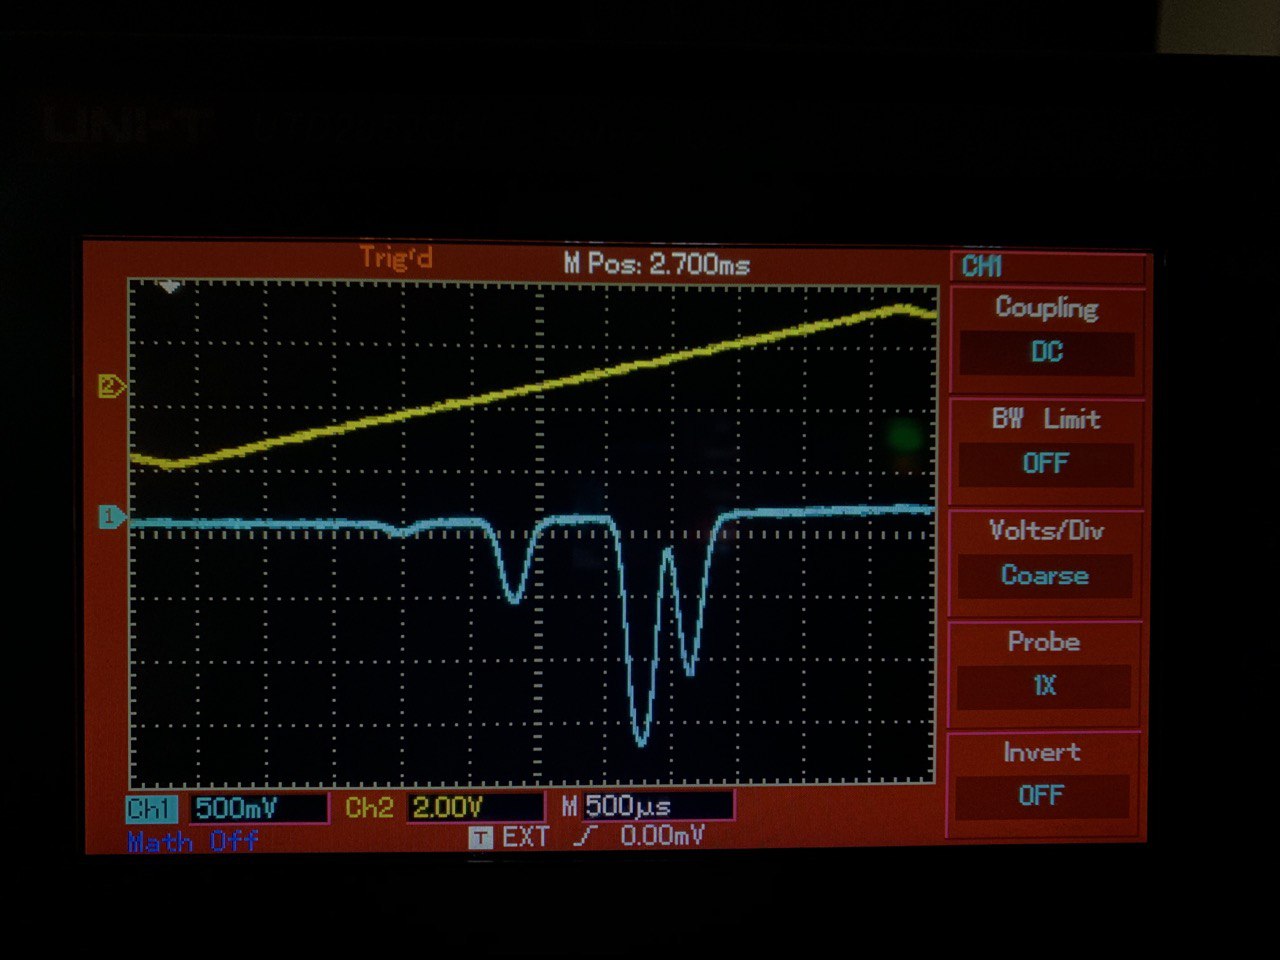 UNI-T
Trig'd
M Pos: 2.700ms
CH1
Coupling
DC
BW Limit
OFF
Volts/Div
Coarse
Probe
1X
Invert
OFF
2
1
Ch1 500mV Ch2 2.00V M 500µs
Math Off T EXT 0.00mV